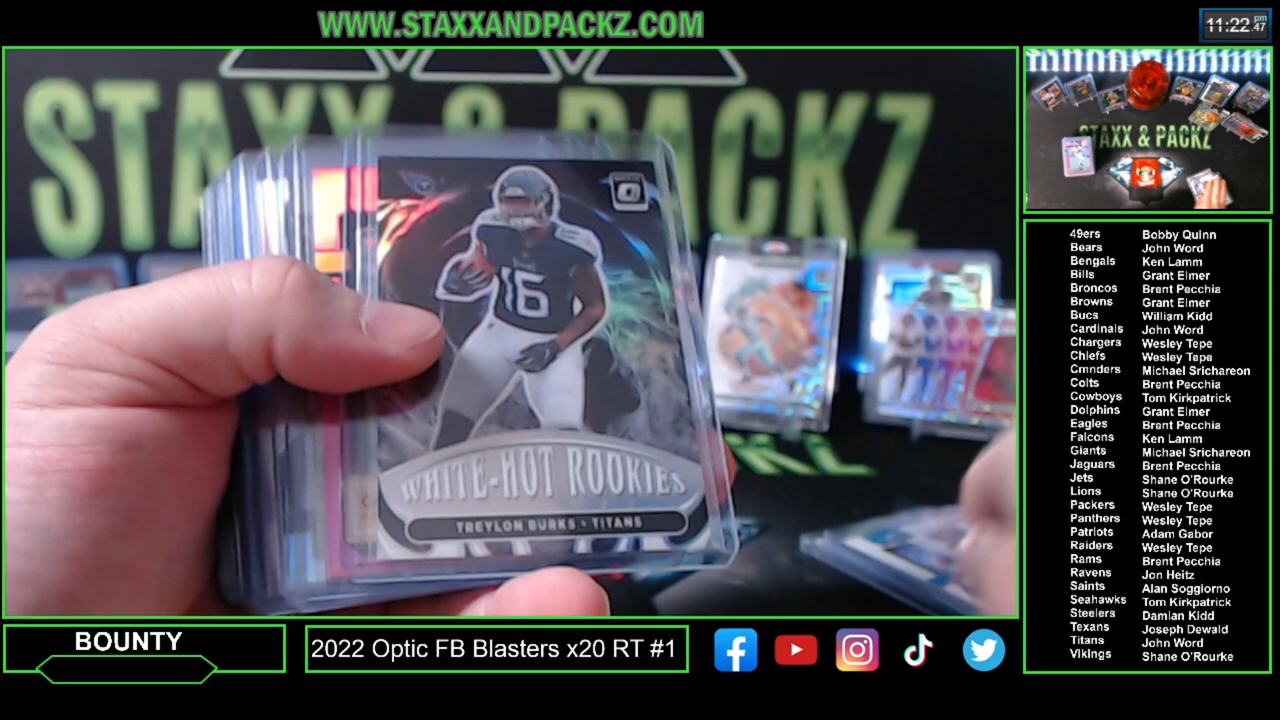 WWW.STAXXANDPACKZ.COM
11:22 pm .47
STAXX & PACKZ
16
WHITE-HOT ROOKIES
TREYLON BURKS • TITANS
STAXX & PACKZ
49ers Bobby Quinn
Bears John Word
Bengals Ken Lamm
Bills Grant Elmer
Broncos Brent Pecchia
Browns Grant Elmer
Bucs William Kidd
Cardinals John Word
Chargers Wesley Tepe
Chiefs Wesley Tepe
Cmnders Michael Srichareon
Colts Brent Pecchia
Cowboys Tom Kirkpatrick
Dolphins Grant Elmer
Eagles Brent Pecchia
Falcons Ken Lamm
Giants Michael Srichareon
Jaguars Brent Pecchia
Jets Shane O'Rourke
Lions Shane O'Rourke
Packers Wesley Tepe
Panthers Wesley Tepe
Patriots Adam Gabor
Raiders Wesley Tepe
Rams Brent Pecchia
Ravens Jon Heitz
Saints Alan Soggiorno
Seahawks Tom Kirkpatrick
Steelers Damian Kidd
Texans Joseph Dewald
Titans John Word
Vikings Shane O'Rourke
BOUNTY
2022 Optic FB Blasters x20 RT #1